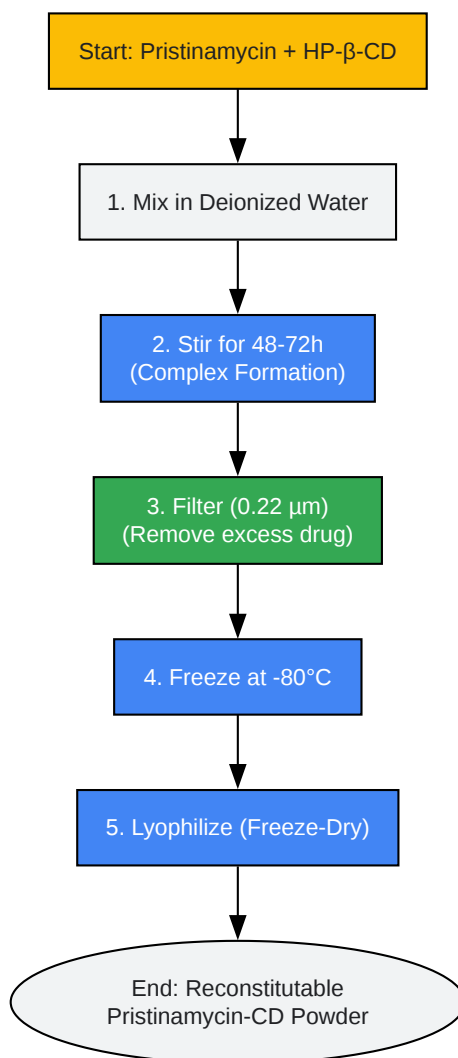 Start: Pristinamycin + HP-β-CD
1. Mix in Deionized Water
2. Stir for 48-72h
(Complex Formation)
3. Filter (0.22 µm)
(Remove excess drug)
4. Freeze at -80°C
5. Lyophilize (Freeze-Dry)
End: Reconstitutable
Pristinamycin-CD Powder